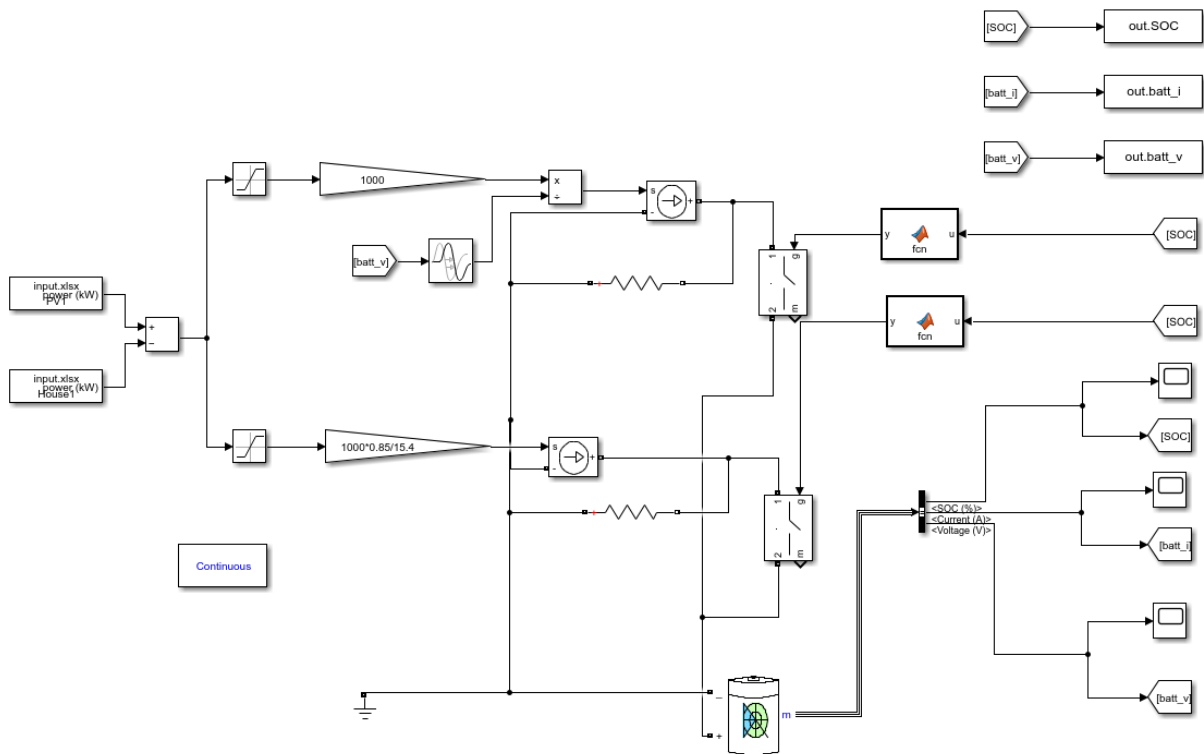 [SOC]
out.SOC
[batt_i]
out.batt_i
[batt_v]
out.batt_v
1000
x
÷
s
+
-
[batt_v]
y
fcn
u
[SOC]
1
g
2
m
input.xlsx
power (kW)
PV1
+
−
y
fcn
u
[SOC]
input.xlsx
power (kW)
House1
1000*0.85/15.4
s
+
-
[SOC]
1
g
2
m
<SOC (%)>
<Current (A)>
<Voltage (V)>
[batt_i]
Continuous
[batt_v]
−
m
+